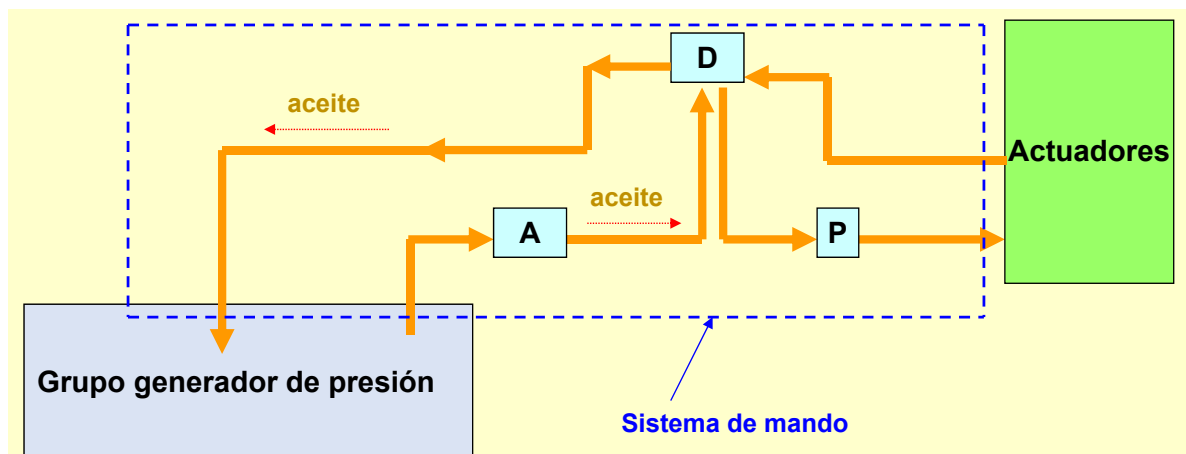 D
aceite
Actuadores
aceite
A
P
Grupo generador de presión
Sistema de mando